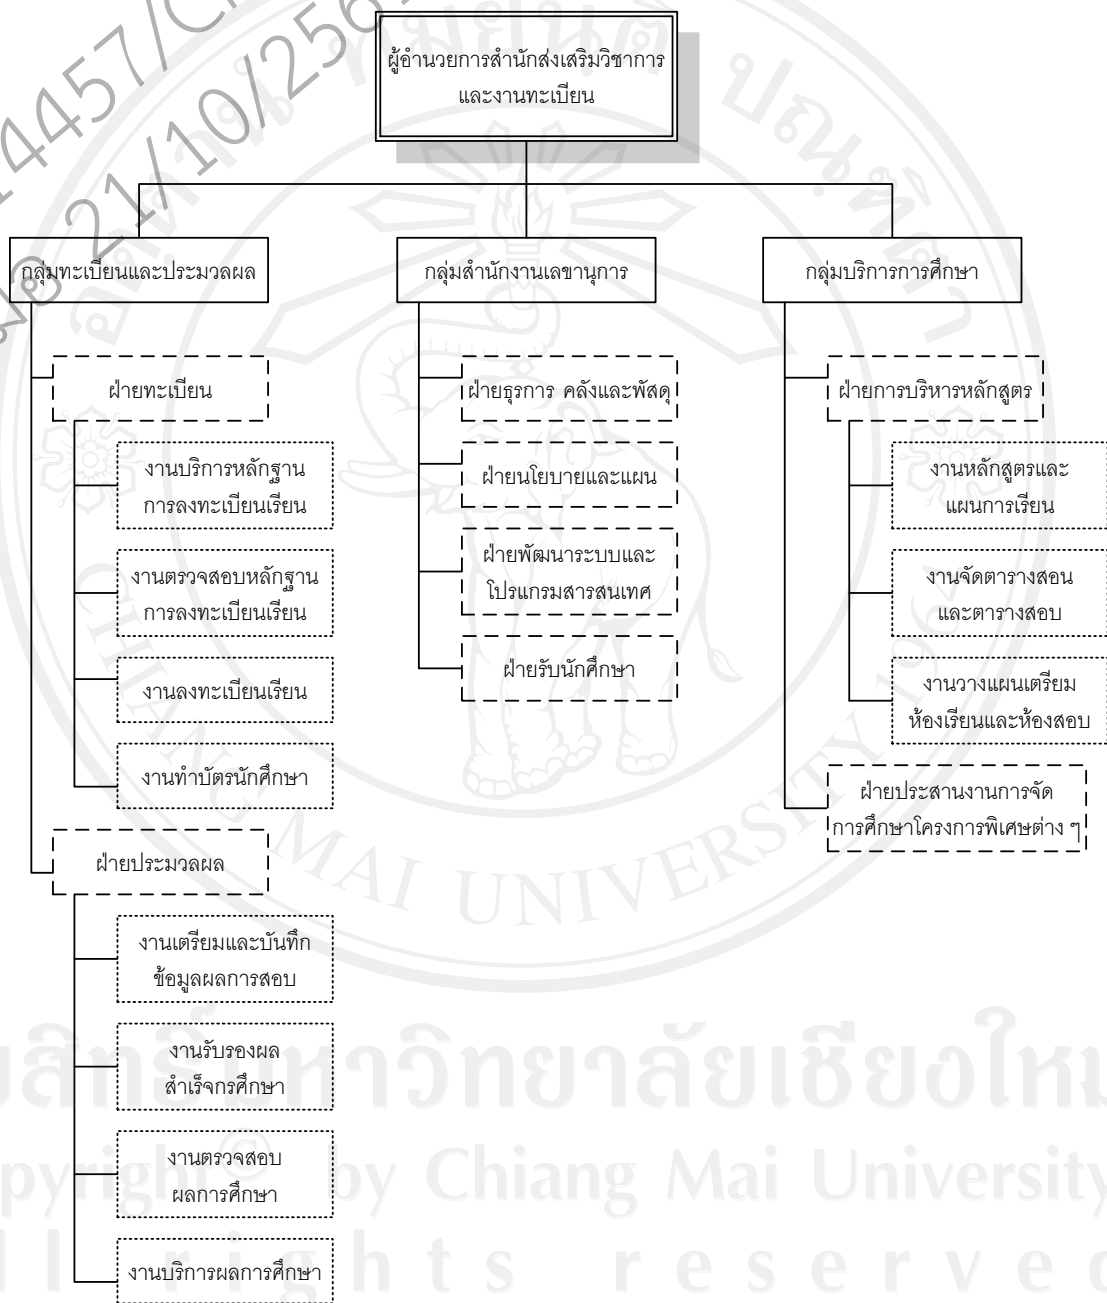 ผู้อำนวยการสำนักส่งเสริมวิชาการ
และงานทะเบียน
กลุ่มทะเบียนและประมวลผล
ฝ่ายทะเบียน
งานบริการหลักฐาน
การลงทะเบียนเรียน
งานตรวจสอบหลักฐาน
การลงทะเบียนเรียน
งานลงทะเบียนเรียน
งานทำบัตรนักศึกษา
ฝ่ายประมวลผล
งานเตรียมและบันทึก
ข้อมูลผลการสอบ
งานรับรองผล
สำเร็จกรศึกษา
งานตรวจสอบ
ผลการศึกษา
งานบริการผลการศึกษา
กลุ่มสำนักงานเลขานุการ
ฝ่ายธุรการ คลังและพัสดุ
ฝ่ายนโยบายและแผน
ฝ่ายพัฒนาระบบและ
โปรแกรมสารสนเทศ
ฝ่ายรับนักศึกษา
กลุ่มบริการการศึกษา
ฝ่ายการบริหารหลักสูตร
งานหลักสูตรและ
แผนการเรียน
งานจัดตารางสอน
และตารางสอบ
งานวางแผนเตรียม
ห้องเรียนและห้องสอบ
ฝ่ายประสานงานการจัด
การศึกษาโครงการพิเศษต่าง ๆ
4457/C
21/10/256
CHIANG MAI UNIVERSITY
มหาวิทยาลัยเชียงใหม
pyright © by Chiang Mai University
l l r i g h t s r e s e r v e d